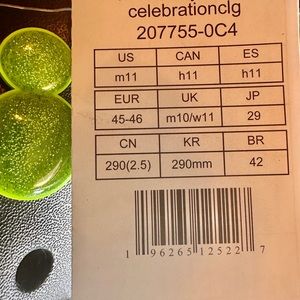 celebrationclg
207755-0C4
US CAN ES
m11 h11 h11
EUR UK JP
45-46 m10/w11 29
CN KR BR
290(2.5) 290mm 42
1 96265 12522 7